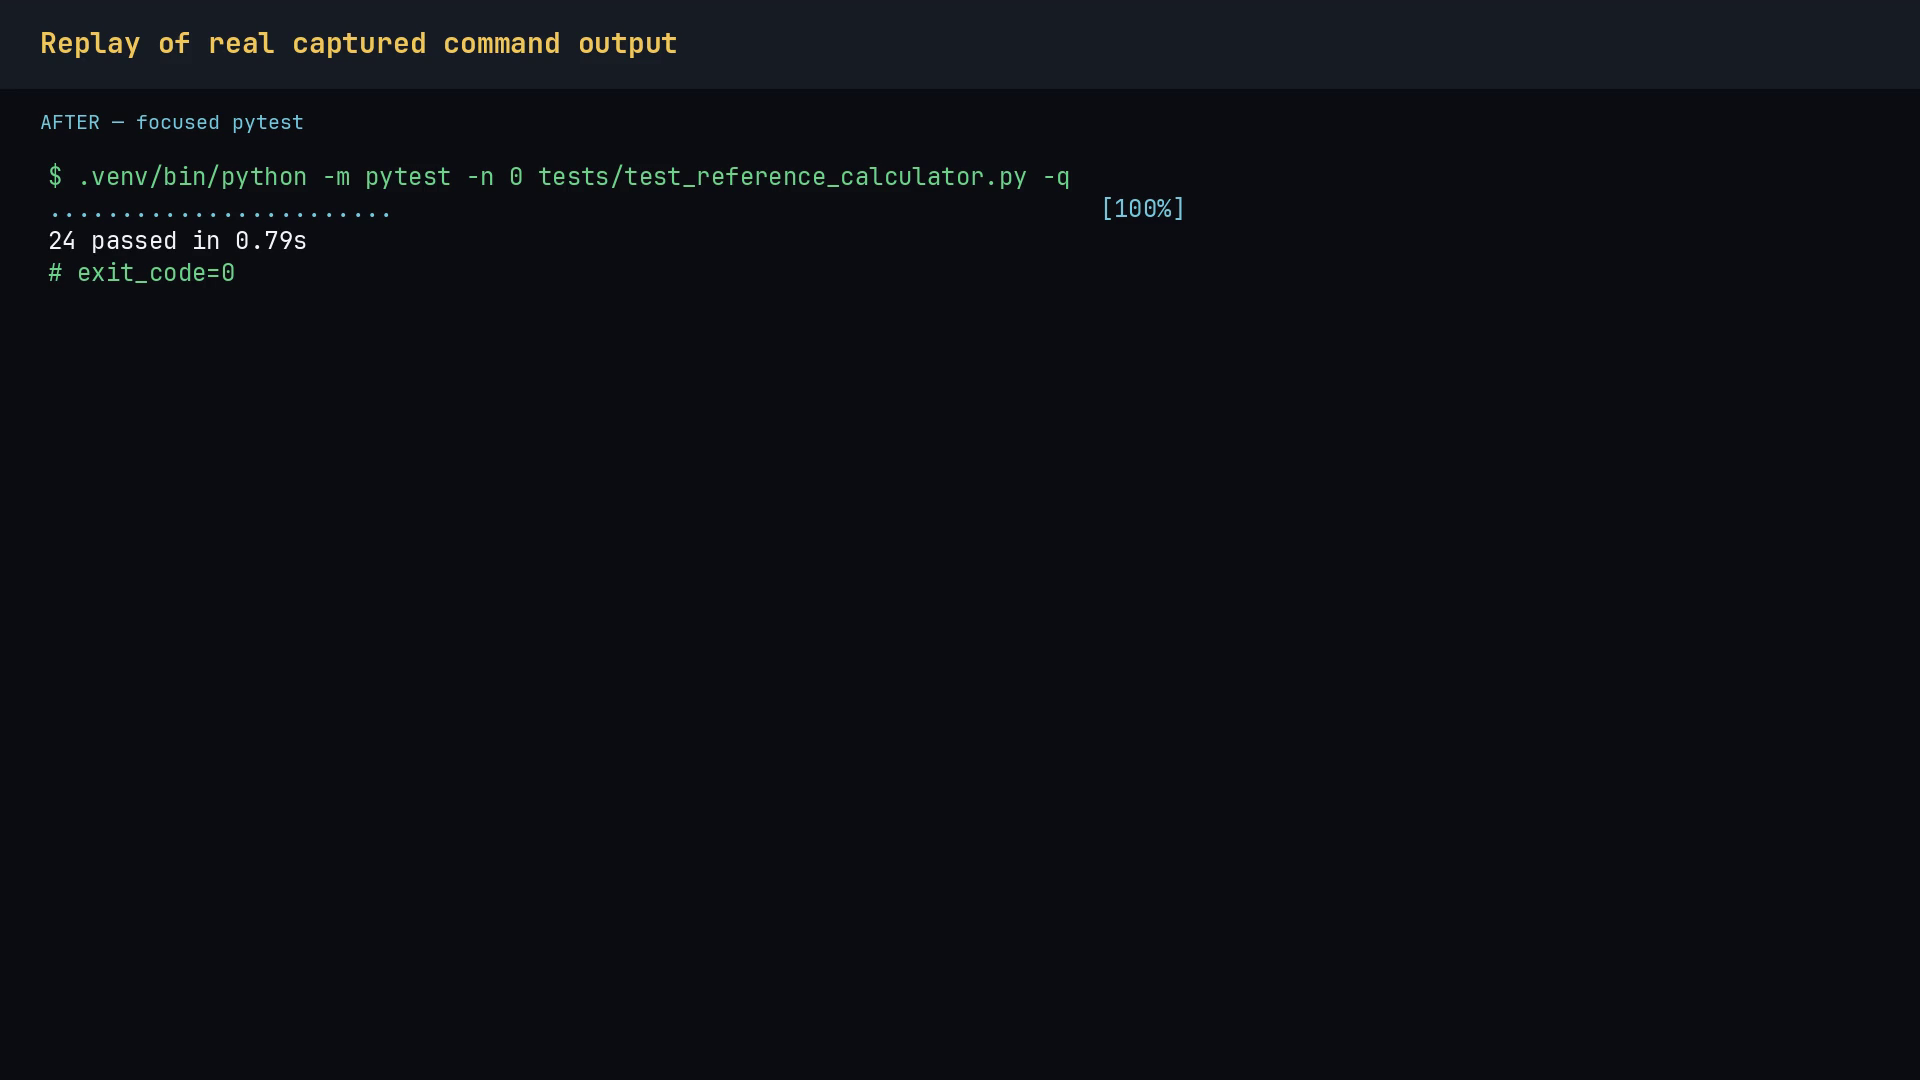 Replay of real captured command output
AFTER — focused pytest
$ .venv/bin/python -m pytest -n 0 tests/test_reference_calculator.py -q
........................ [100%]
24 passed in 0.79s
# exit_code=0